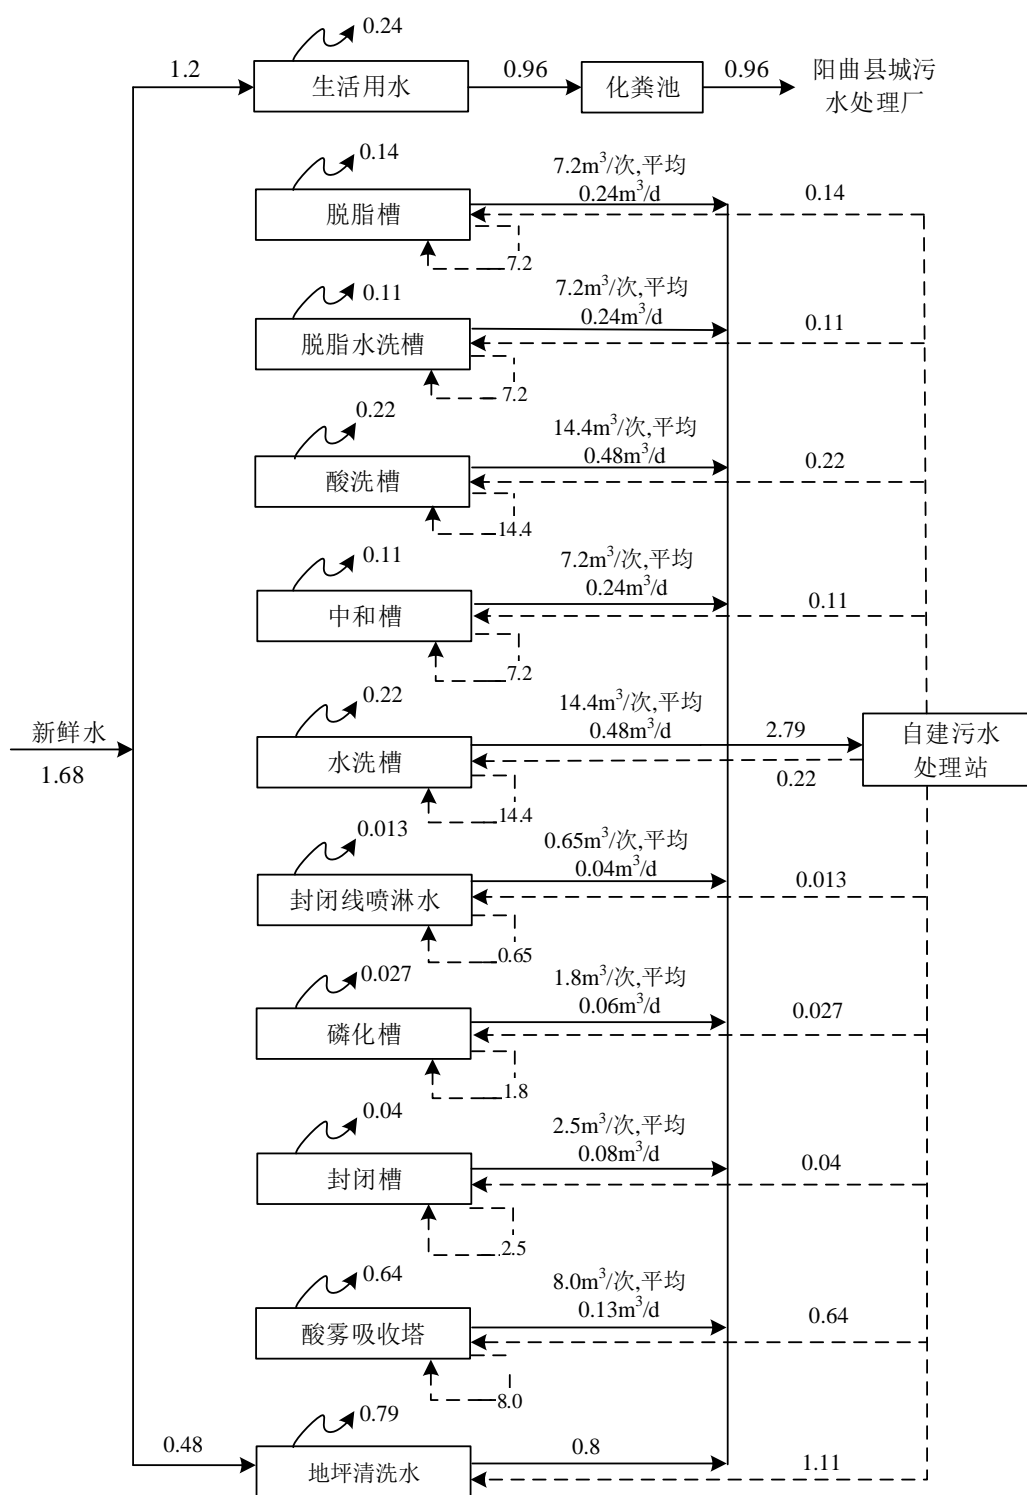 0.24
1.2
生活用水
0.96
化粪池
0.96
阳曲县城污
水处理厂
0.14
7.2m³/次,平均
0.24m³/d
脱脂槽
0.14
7.2
0.11
7.2m³/次,平均
0.24m³/d
脱脂水洗槽
0.11
7.2
0.22
14.4m³/次,平均
0.48m³/d
酸洗槽
0.22
14.4
0.11
7.2m³/次,平均
0.24m³/d
中和槽
0.11
7.2
新鲜水
1.68
0.22
14.4m³/次,平均
0.48m³/d
2.79
水洗槽
0.22
自建污水
处理站
14.4
0.013
0.65m³/次,平均
0.04m³/d
封闭线喷淋水
0.013
0.65
0.027
1.8m³/次,平均
0.06m³/d
磷化槽
0.027
1.8
0.04
2.5m³/次,平均
0.08m³/d
封闭槽
0.04
2.5
0.64
8.0m³/次,平均
0.13m³/d
酸雾吸收塔
0.64
8.0
0.79
0.48
地坪清洗水
0.8
1.11